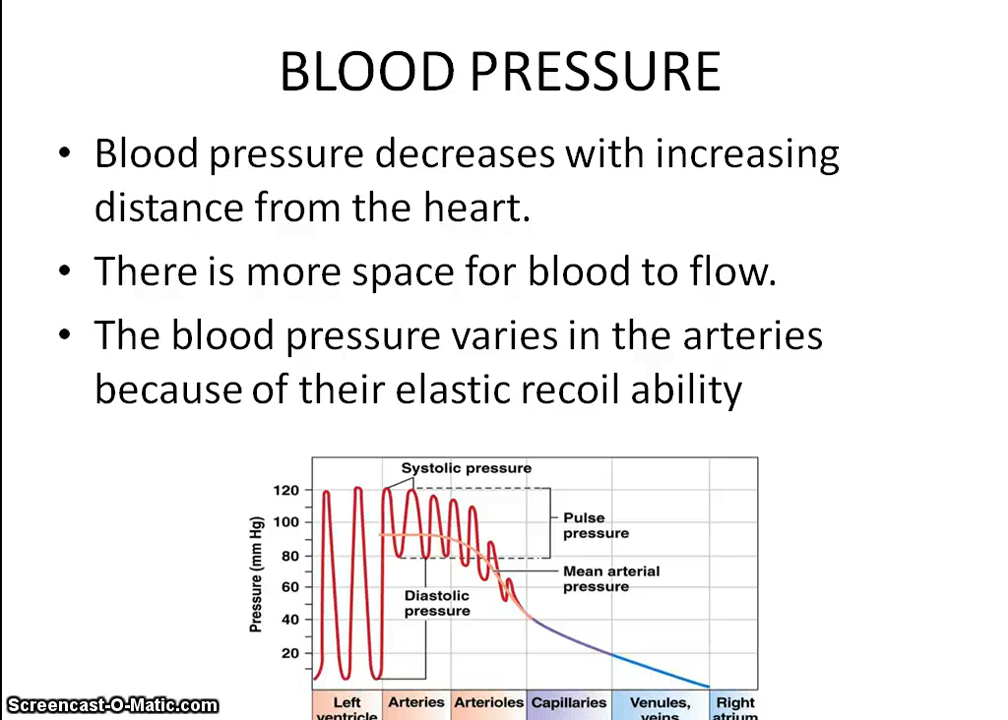 BLOOD PRESSURE
• Blood pressure decreases with increasing
distance from the heart.
• There is more space for blood to flow.
• The blood pressure varies in the arteries
because of their elastic recoil ability
Systolic pressure
120
100
80
60
40
20
Pressure (mm Hg)
Pulse
pressure
Mean arterial
pressure
Diastolic
pressure
Left
ventricle
Arteries
Arterioles
Capillaries
Venules,
veins
Right
atrium
Screencast-O-Matic.com